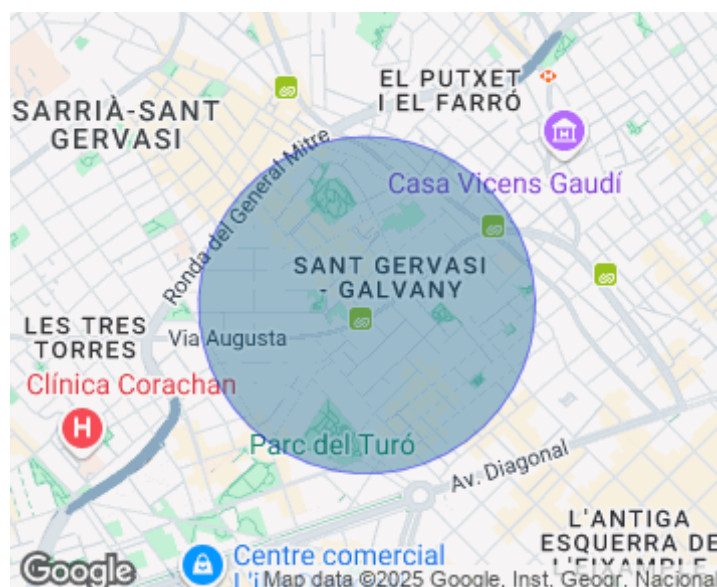 EL PUTXET
I EL FARRÓ
SARRIÀ-SANT
GERVASI
Ronda del General Mitre
Casa Vicens Gaudí
SANT GERVASI
- GALVANY
LES TRES
TORRES
Via Augusta
Clínica Corachan
H
Parc del Turó
Av. Diagonal
L'ANTIGA
ESQUERRA DE
L'EIXAMPLE
Centre comercial
Google
Map data ©2025 Google, Inst. Geogr. Nacional